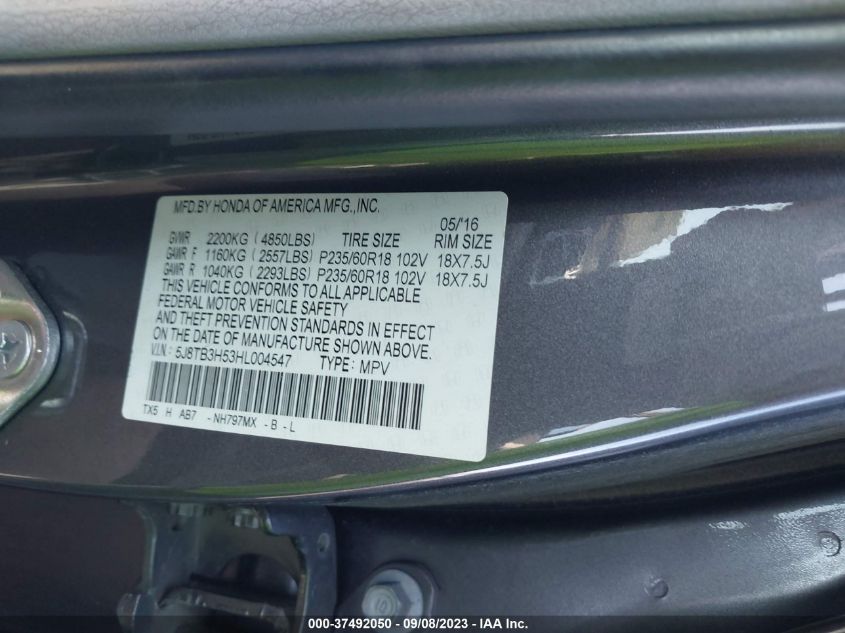 MFD.BY HONDA OF AMERICA MFG.,INC.
05/'16
GVWR 2200KG ( 4850LBS) TIRE SIZE RIM SIZE
GAWR F 1160KG ( 2557LBS) P235/60R18 102V 18X7.5J
GAWR R 1040KG ( 2293LBS) P235/60R18 102V 18X7.5J
THIS VEHICLE CONFORMS TO ALL APPLICABLE
FEDERAL MOTOR VEHICLE SAFETY
AND THEFT PREVENTION STANDARDS IN EFFECT
ON THE DATE OF MANUFACTURE SHOWN ABOVE.
V.I.N.: 5J8TB3H53HL004547 TYPE: MPV
TX5 H AB7 -NH797MX -B-L
000-37492050 - 09/08/2023 - IAA Inc.